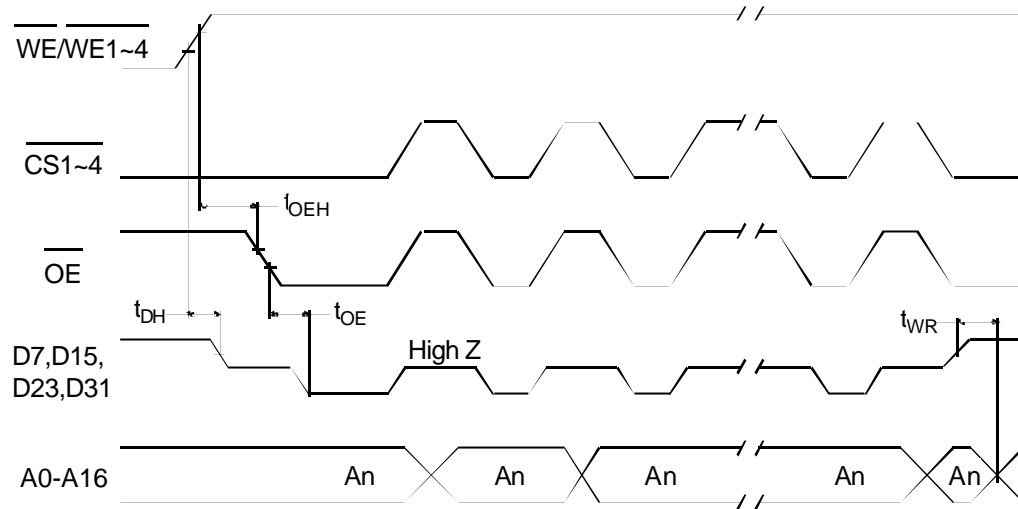 WE/WE1~4
CS1~4
tOEH
OE
tDH
tOE
tWR
D7,D15,
D23,D31
High Z
A0-A16
An
An
An
An
An